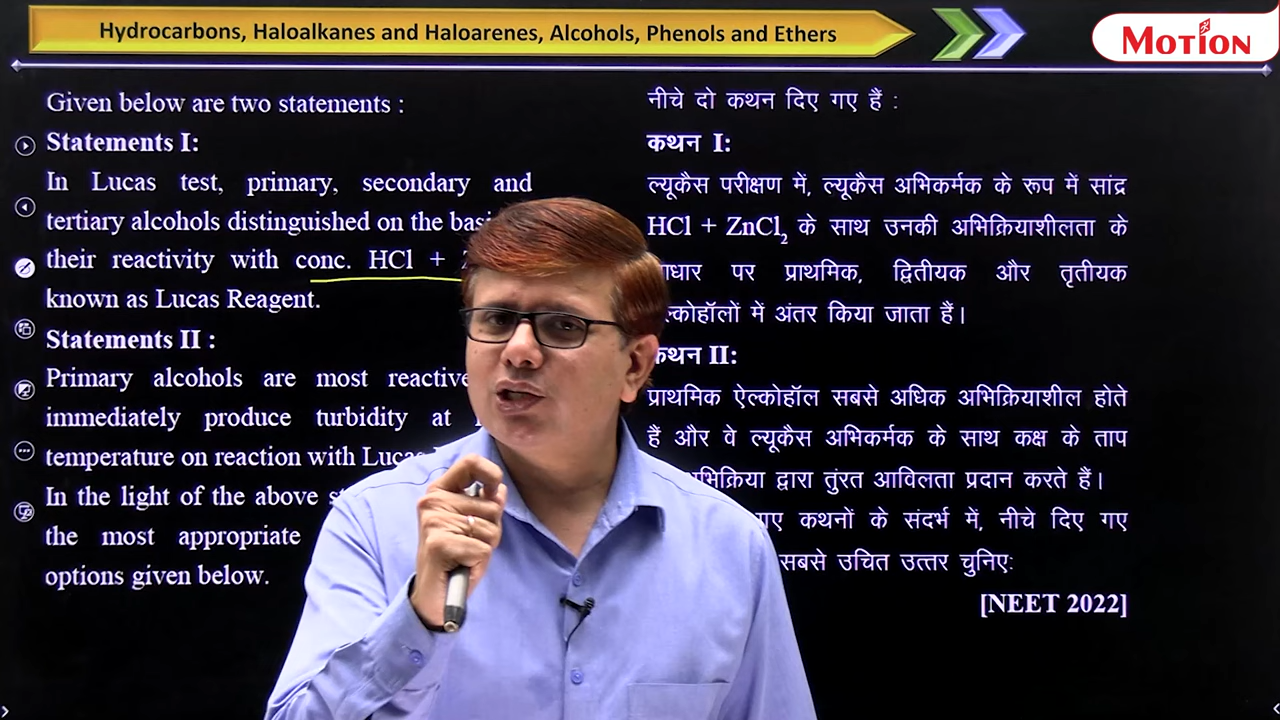 Hydrocarbons, Haloalkanes and Haloarenes, Alcohols, Phenols and Ethers
MOTION
Given below are two statements :
Statements I:
In Lucas test, primary, secondary and
tertiary alcohols distinguished on the
their reactivity with conc. HCl +
known as Lucas Reagent.
Statements II :
Primary alcohols are most
immediately produce turbidity at
temperature on reaction with
In the light of the above
the most appropriate
options given below.
नीचे दो कथन दिए गए हैं :
कथन I:
ल्यूकैस परीक्षण में, ल्यूकैस अभिकर्मक के रूप में सांद्र
HCl + ZnCl₂ के साथ उनकी अभिक्रियाशीलता के
पर प्राथमिक, द्वितीयक और तृतीयक
में अंतर किया जाता हैं।
कथन II:
प्राथमिक ऐल्कोहॉल सबसे अधिक अभिक्रियाशील होते
हैं और वे ल्यूकैस अभिकर्मक के साथ कक्ष के ताप
द्वारा तुंरत आविलता प्रदान करते हैं।
कथनों के संदर्भ में, नीचे दिए गए
सबसे उचित उत्तर चुनिए:
[NEET 2022]